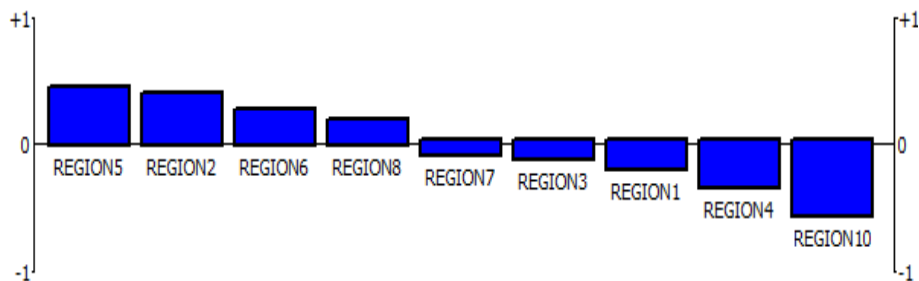 +1 +1
0 0
REGION5 REGION2 REGION6 REGION8 REGION7 REGION3 REGION1 REGION4 REGION10
-1 -1